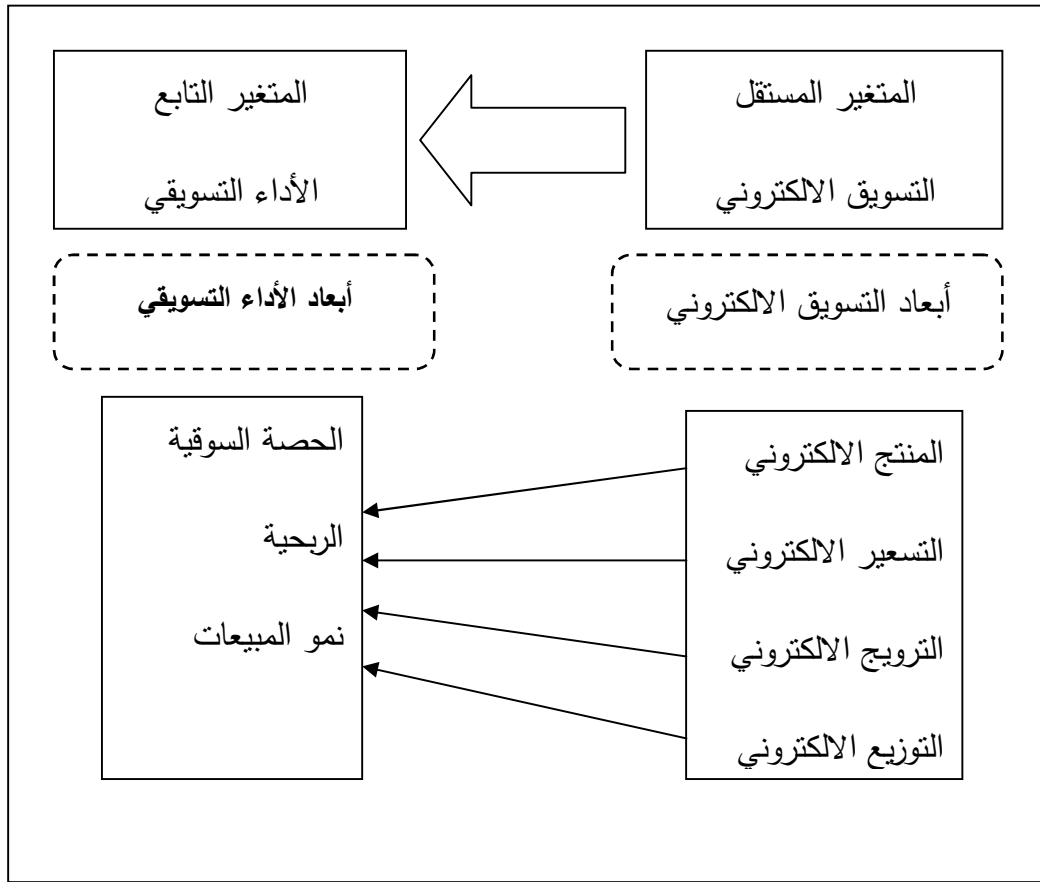 المتغير المستقل
التسويق الالكتروني
المتغير التابع
الأداء التسويقي
أبعاد التسويق الالكتروني
أبعاد الأداء التسويقي
المنتج الالكتروني
التسعير الالكتروني
الترويج الالكتروني
التوزيع الالكتروني
الحصة السوقية
الربحية
نمو المبيعات